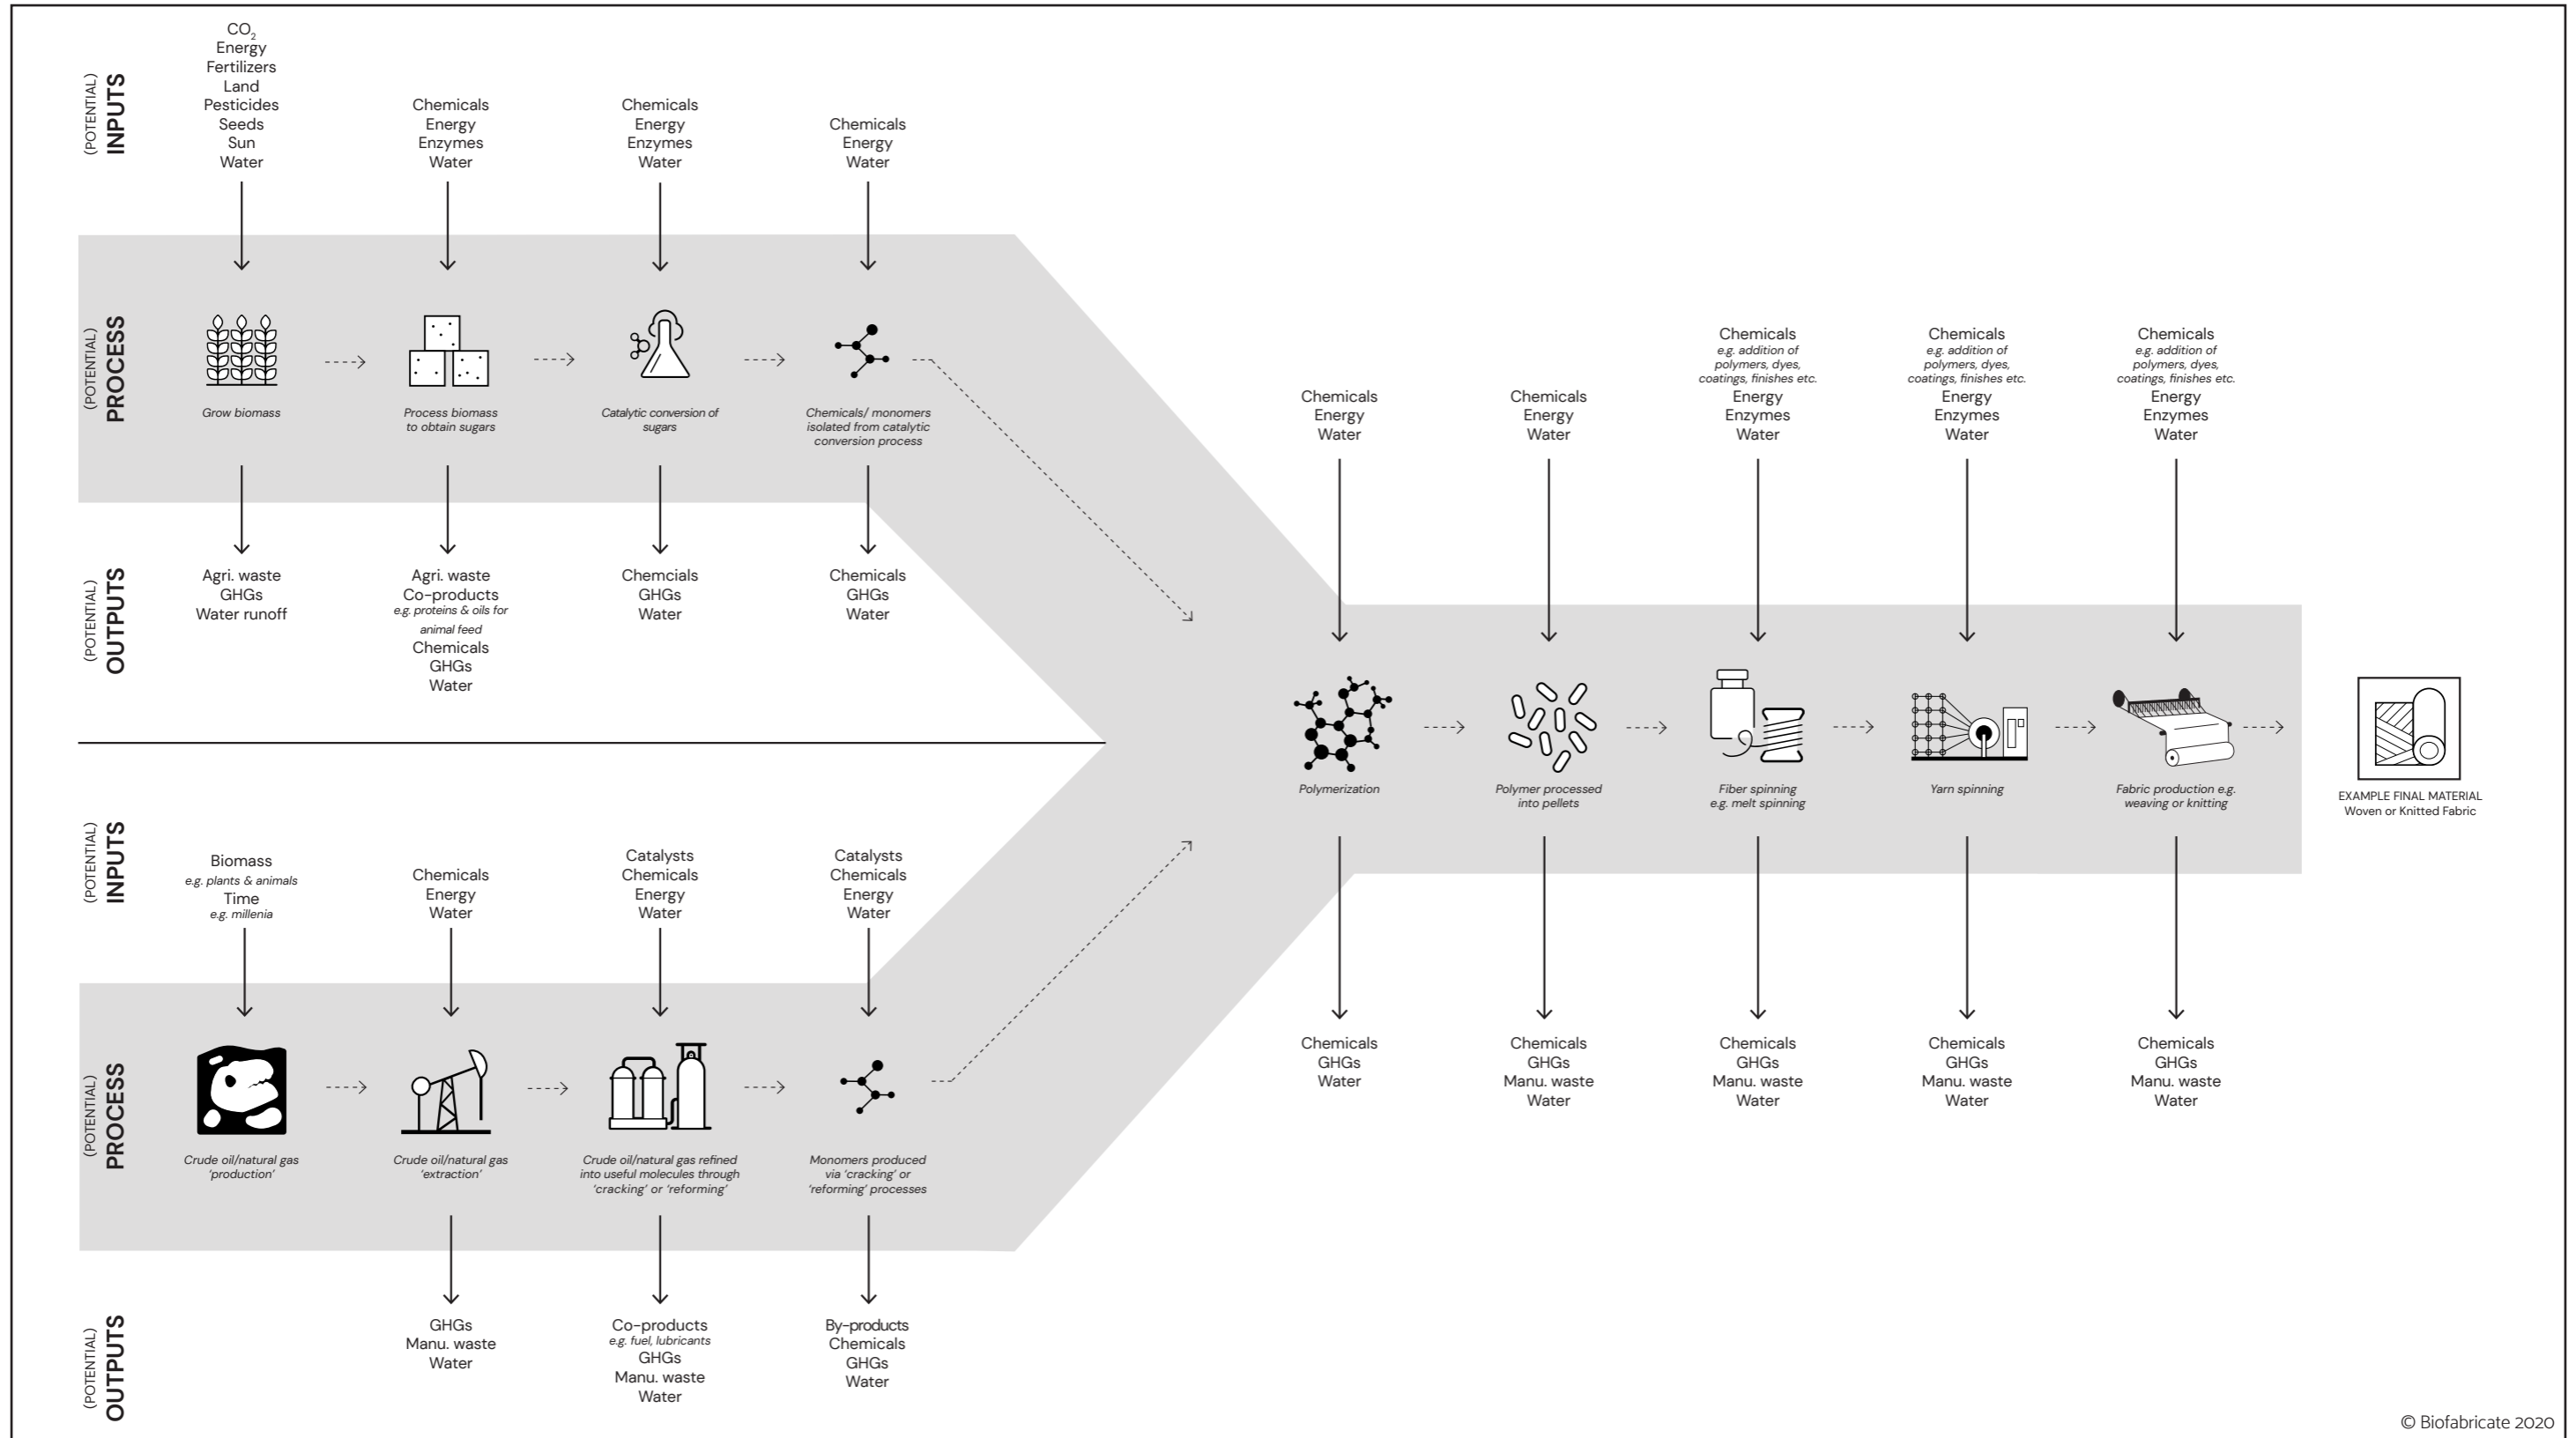 (POTENTIAL)
INPUTS
CO₂
Energy
Fertilizers
Land
Pesticides
Seeds
Sun
Water
Chemicals
Energy
Enzymes
Water
Chemicals
Energy
Enzymes
Water
Chemicals
Energy
Water
(POTENTIAL)
PROCESS
Grow biomass
Process biomass
to obtain sugars
Catalytic conversion of
sugars
Chemicals/ monomers
isolated from catalytic
conversion process
(POTENTIAL)
OUTPUTS
Agri. waste
GHGs
Water runoff
Agri. waste
Co-products
e.g. proteins & oils for
animal feed
Chemicals
GHGs
Water
Chemcials
GHGs
Water
Chemicals
GHGs
Water
(POTENTIAL)
INPUTS
Biomass
e.g. plants & animals
Time
e.g. millenia
Chemicals
Energy
Water
Catalysts
Chemicals
Energy
Water
Catalysts
Chemicals
Energy
Water
(POTENTIAL)
PROCESS
Crude oil/natural gas
‘production’
Crude oil/natural gas
‘extraction’
Crude oil/natural gas refined
into useful molecules through
‘cracking’ or ‘reforming’
Monomers produced
via ‘cracking’ or
‘reforming’ processes
(POTENTIAL)
OUTPUTS
GHGs
Manu. waste
Water
Co-products
e.g. fuel, lubricants
GHGs
Manu. waste
Water
By-products
Chemicals
GHGs
Water
Chemicals
Energy
Water
Chemicals
Energy
Water
Chemicals
e.g. addition of
polymers, dyes,
coatings, finishes etc.
Energy
Enzymes
Water
Chemicals
e.g. addition of
polymers, dyes,
coatings, finishes etc.
Energy
Enzymes
Water
Chemicals
e.g. addition of
polymers, dyes,
coatings, finishes etc.
Energy
Enzymes
Water
Polymerization
Polymer processed
into pellets
Fiber spinning
e.g. melt spinning
Yarn spinning
Fabric production e.g.
weaving or knitting
EXAMPLE FINAL MATERIAL
Woven or Knitted Fabric
Chemicals
GHGs
Water
Chemicals
GHGs
Manu. waste
Water
Chemicals
GHGs
Manu. waste
Water
Chemicals
GHGs
Manu. waste
Water
Chemicals
GHGs
Manu. waste
Water
© Biofabricate 2020